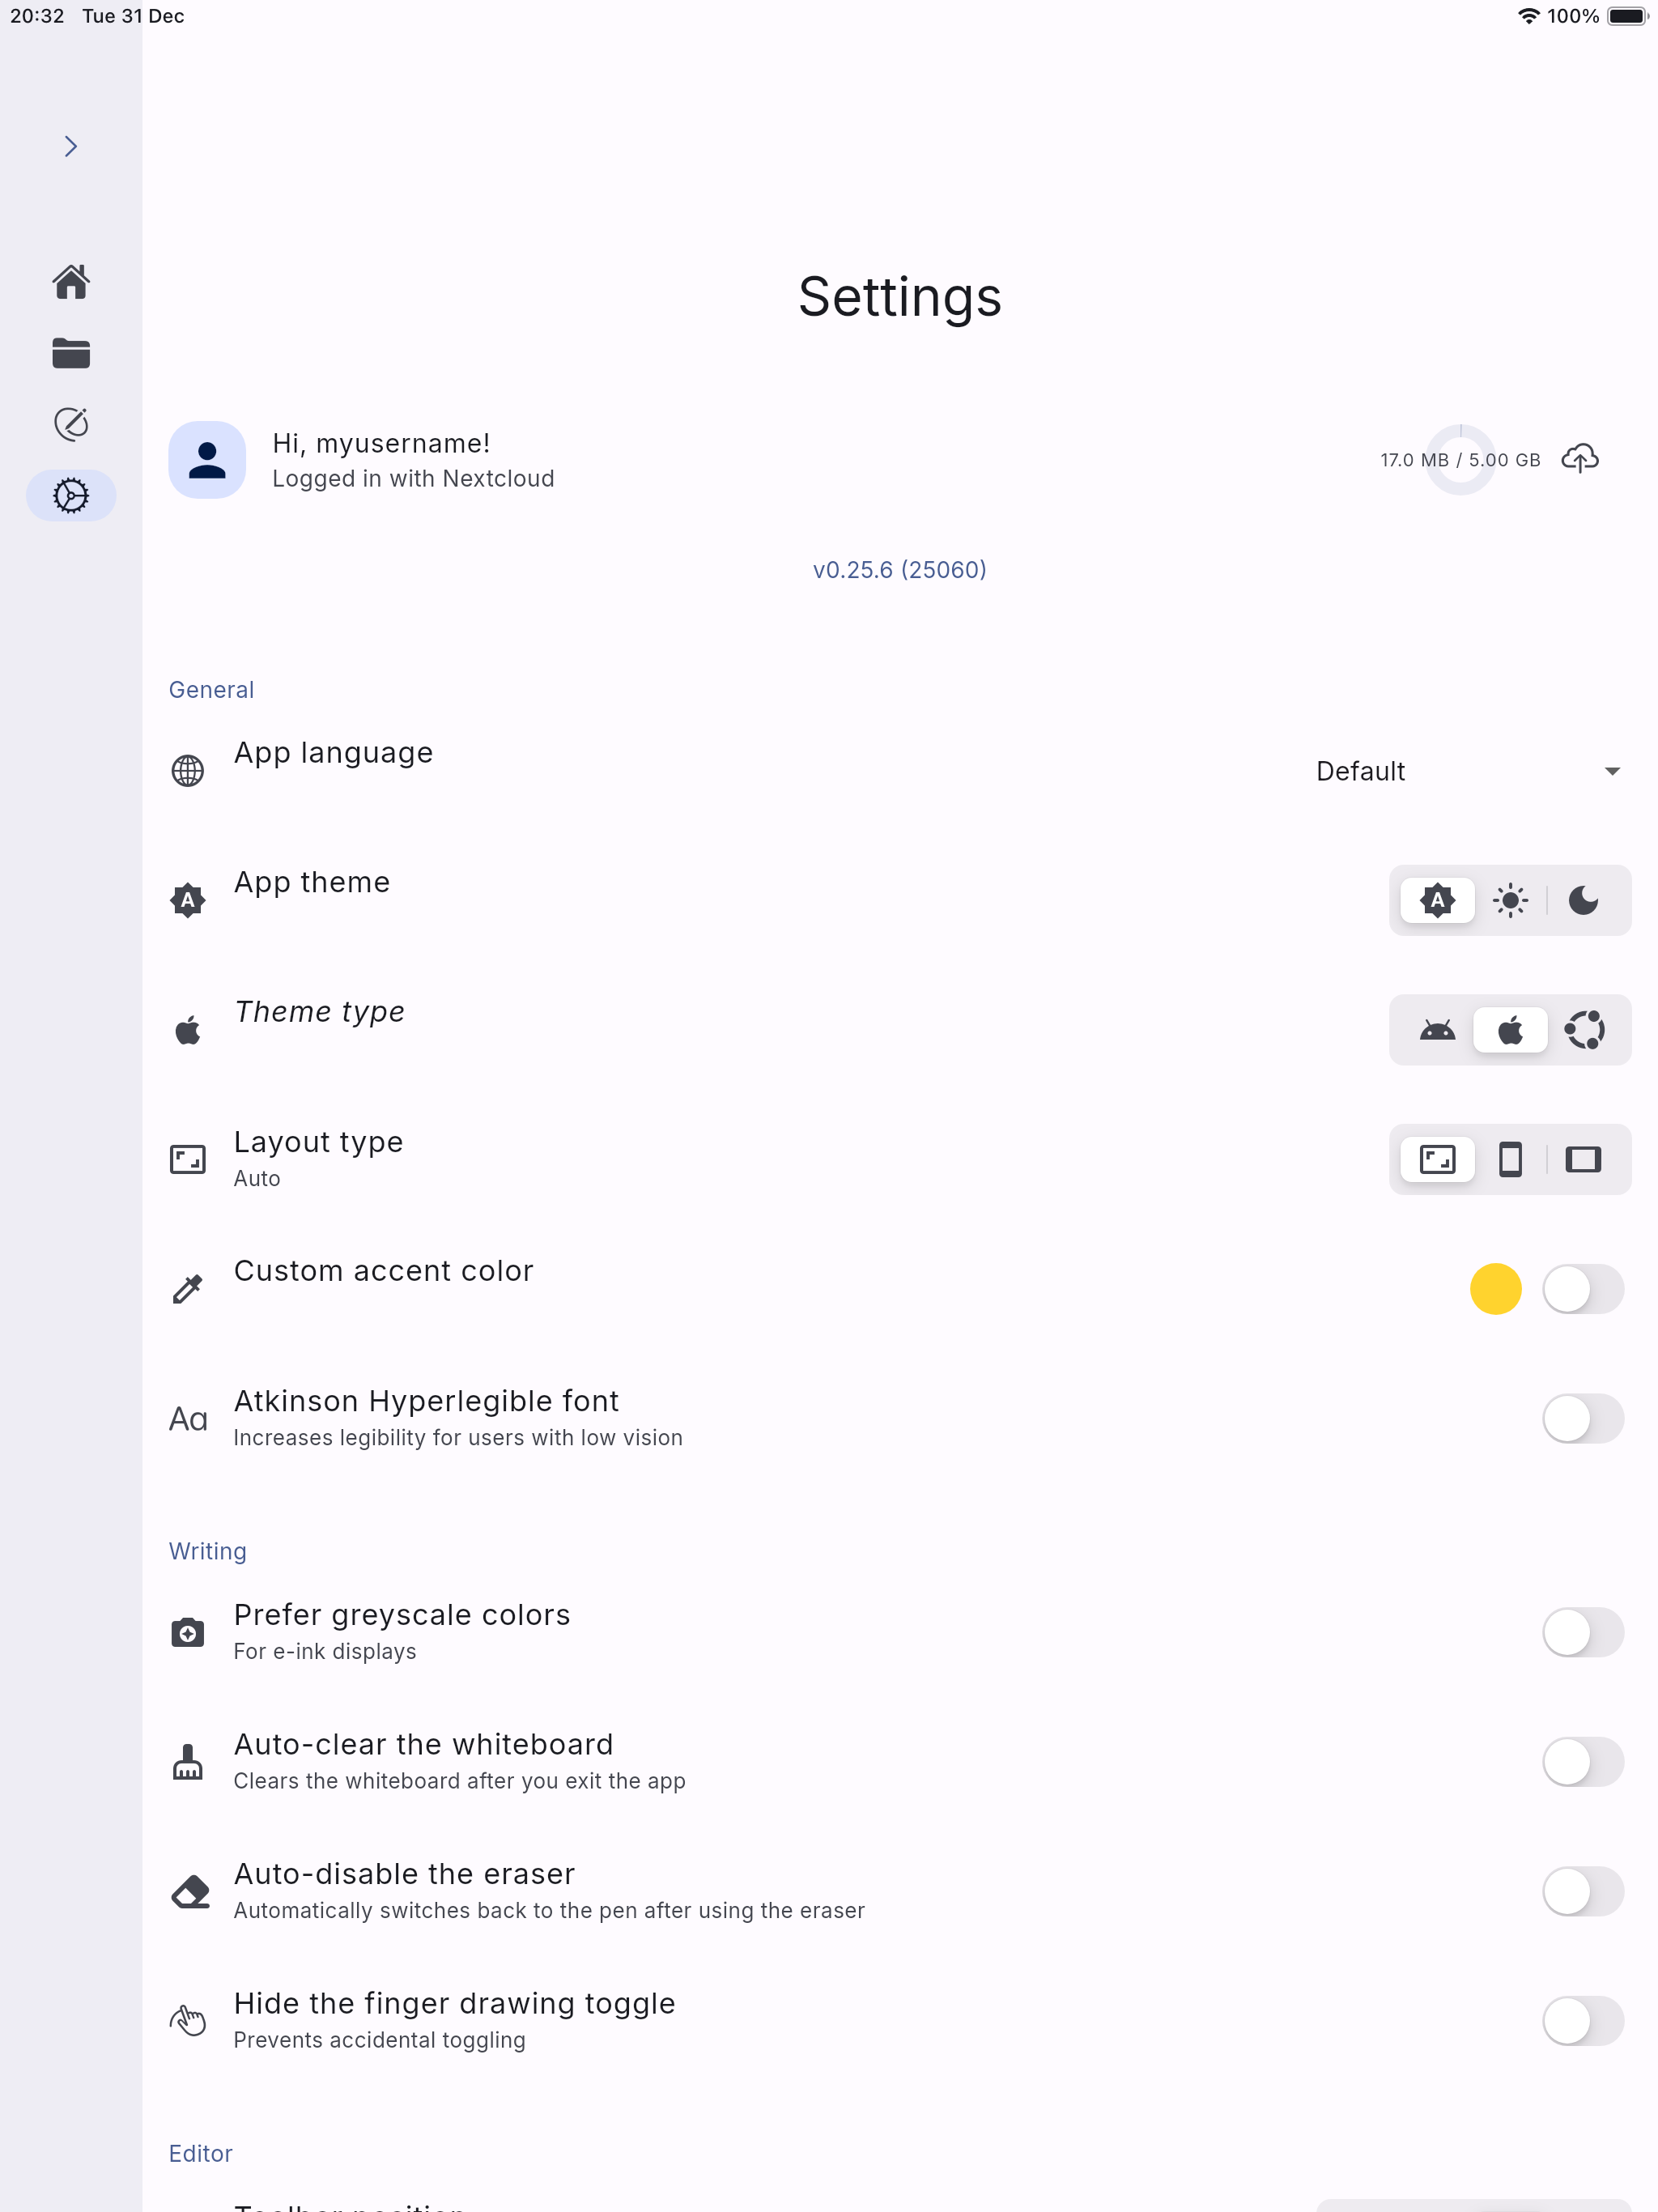 20:32 Tue 31 Dec
100%
Settings
Hi, myusername!
Logged in with Nextcloud
17.0 MB / 5.00 GB
v0.25.6 (25060)
General
App language
Default
App theme
Theme type
Layout type
Auto
Custom accent color
Aa
Atkinson Hyperlegible font
Increases legibility for users with low vision
Writing
Prefer greyscale colors
For e-ink displays
Auto-clear the whiteboard
Clears the whiteboard after you exit the app
Auto-disable the eraser
Automatically switches back to the pen after using the eraser
Hide the finger drawing toggle
Prevents accidental toggling
Editor
Toolbar position